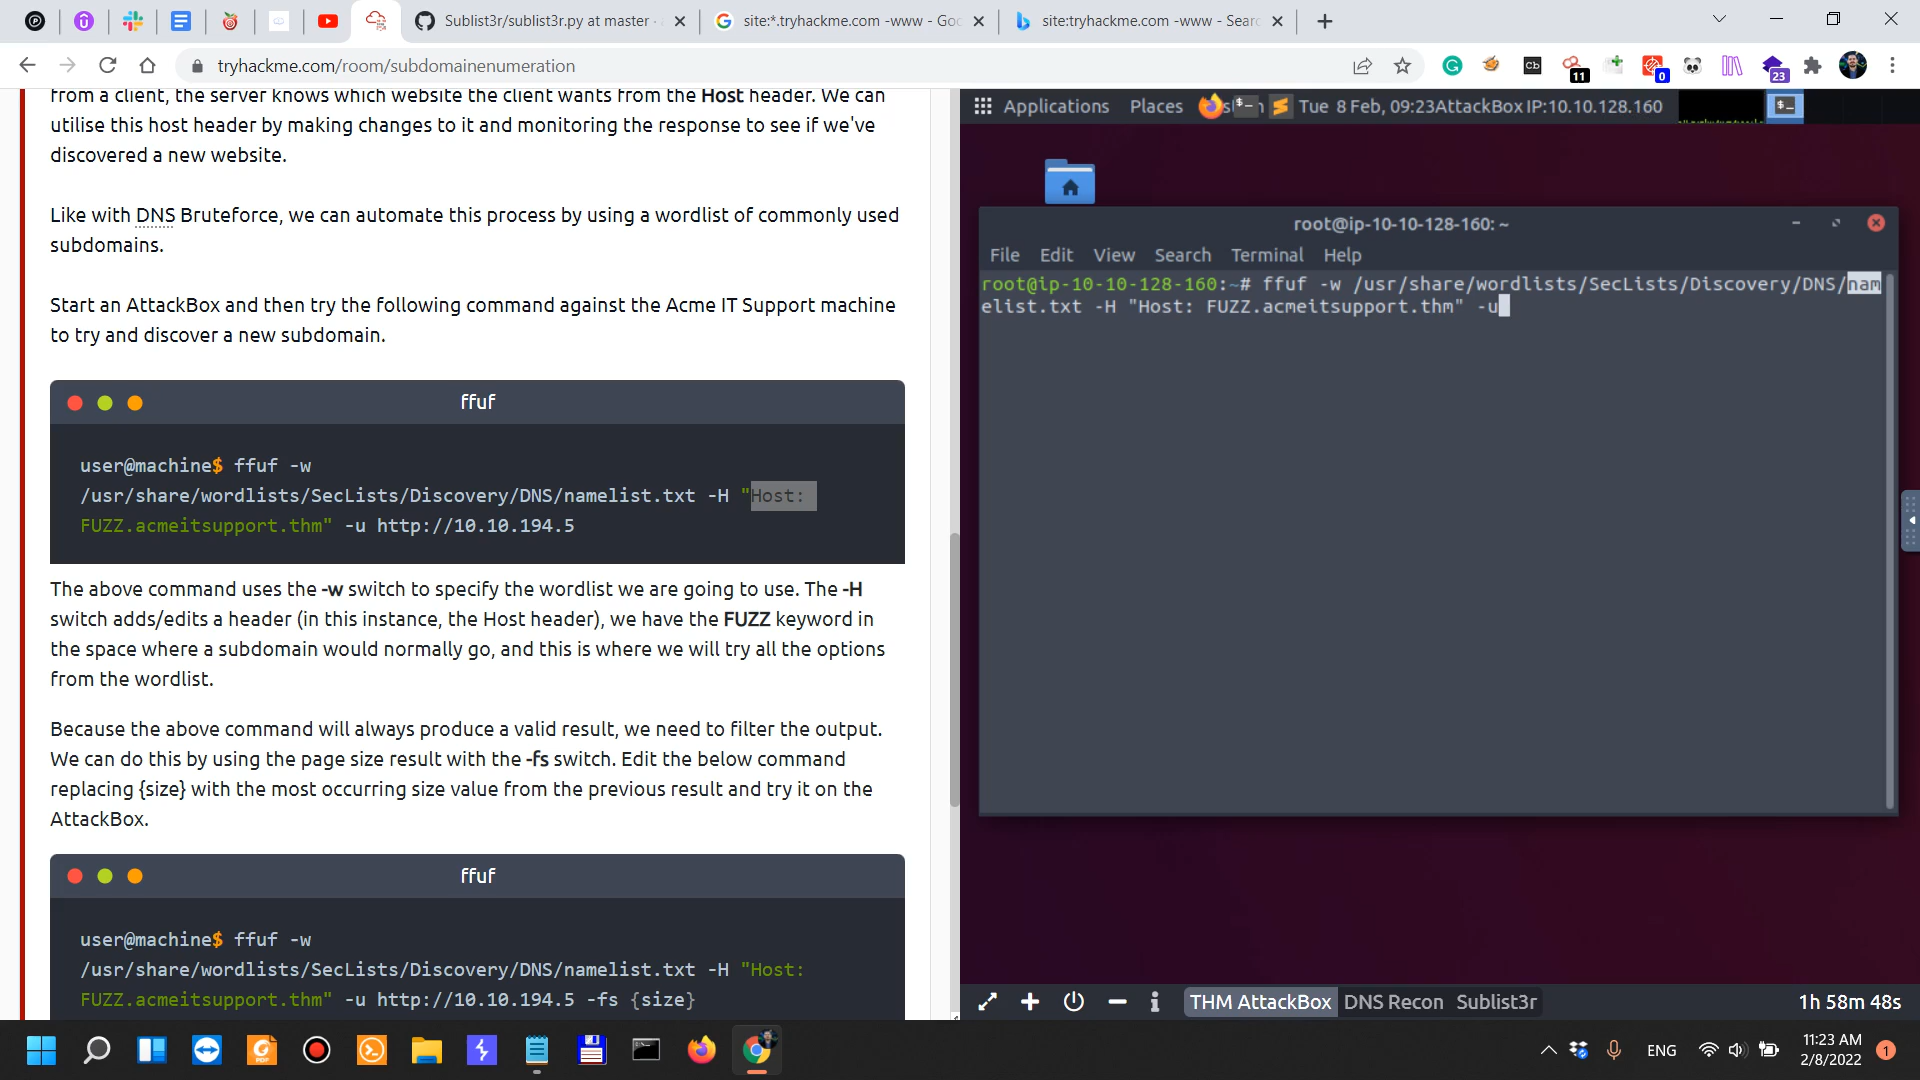 Sublist3r/sublist3r.py at master ·
site:*.tryhackme.com -www - Goo
site:tryhackme.com -www - Searc
tryhackme.com/room/subdomainenumeration
11
0
23
from a client, the server knows which website the client wants from the Host header. We can
utilise this host header by making changes to it and monitoring the response to see if we've
discovered a new website.
Like with DNS Bruteforce, we can automate this process by using a wordlist of commonly used
subdomains.
Start an AttackBox and then try the following command against the Acme IT Support machine
to try and discover a new subdomain.
ffuf
user@machine$ ffuf -w
/usr/share/wordlists/SecLists/Discovery/DNS/namelist.txt -H "Host:
FUZZ.acmeitsupport.thm" -u http://10.10.194.5
The above command uses the -w switch to specify the wordlist we are going to use. The -H
switch adds/edits a header (in this instance, the Host header), we have the FUZZ keyword in
the space where a subdomain would normally go, and this is where we will try all the options
from the wordlist.
Because the above command will always produce a valid result, we need to filter the output.
We can do this by using the page size result with the -fs switch. Edit the below command
replacing {size} with the most occurring size value from the previous result and try it on the
AttackBox.
ffuf
user@machine$ ffuf -w
/usr/share/wordlists/SecLists/Discovery/DNS/namelist.txt -H "Host:
FUZZ.acmeitsupport.thm" -u http://10.10.194.5 -fs {size}
Applications Places Tue 8 Feb, 09:23 AttackBox IP:10.10.128.160
root@ip-10-10-128-160: ~
File Edit View Search Terminal Help
root@ip-10-10-128-160:~# ffuf -w /usr/share/wordlists/SecLists/Discovery/DNS/nam
elist.txt -H "Host: FUZZ.acmeitsupport.thm" -u
THM AttackBox DNS Recon Sublist3r
1h 58m 48s
ENG
11:23 AM
2/8/2022
1